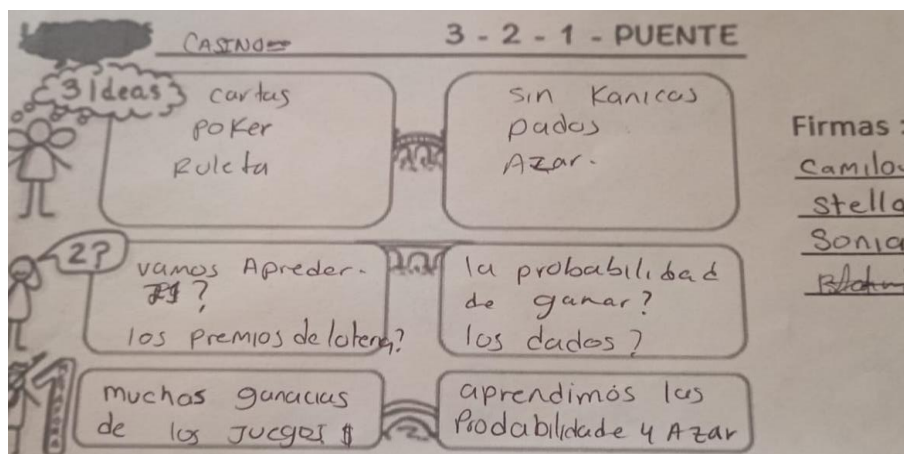 CASINO
3 - 2 - 1 - PUENTE
3 Ideas
cartas
POKER
RULETA
Sin Kanicas
Dados
Azar.
Firmas :
Camilo
Stella
Sonia
2?
vamos Apreder.
?
los premios de loteria?
la probabilidad
de ganar?
los dados?
1
muchas ganacias
de los JUEGOS $
aprendimos las
Prodabilidade y Azar